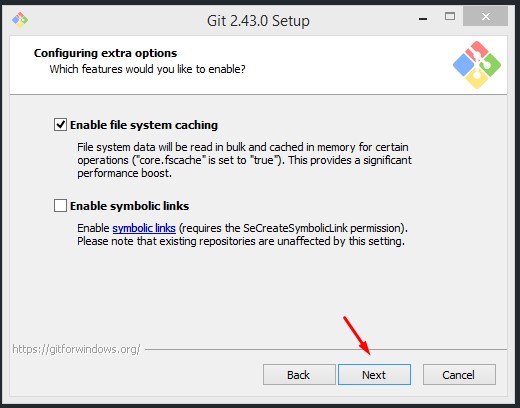 Git 2.43.0 Setup
Configuring extra options
Which features would you like to enable?
Enable file system caching
File system data will be read in bulk and cached in memory for certain
operations ("core.fscache" is set to "true"). This provides a significant
performance boost.
Enable symbolic links
Enable symbolic links (requires the SeCreateSymbolicLink permission).
Please note that existing repositories are unaffected by this setting.
https://gitforwindows.org/
Back
Next
Cancel